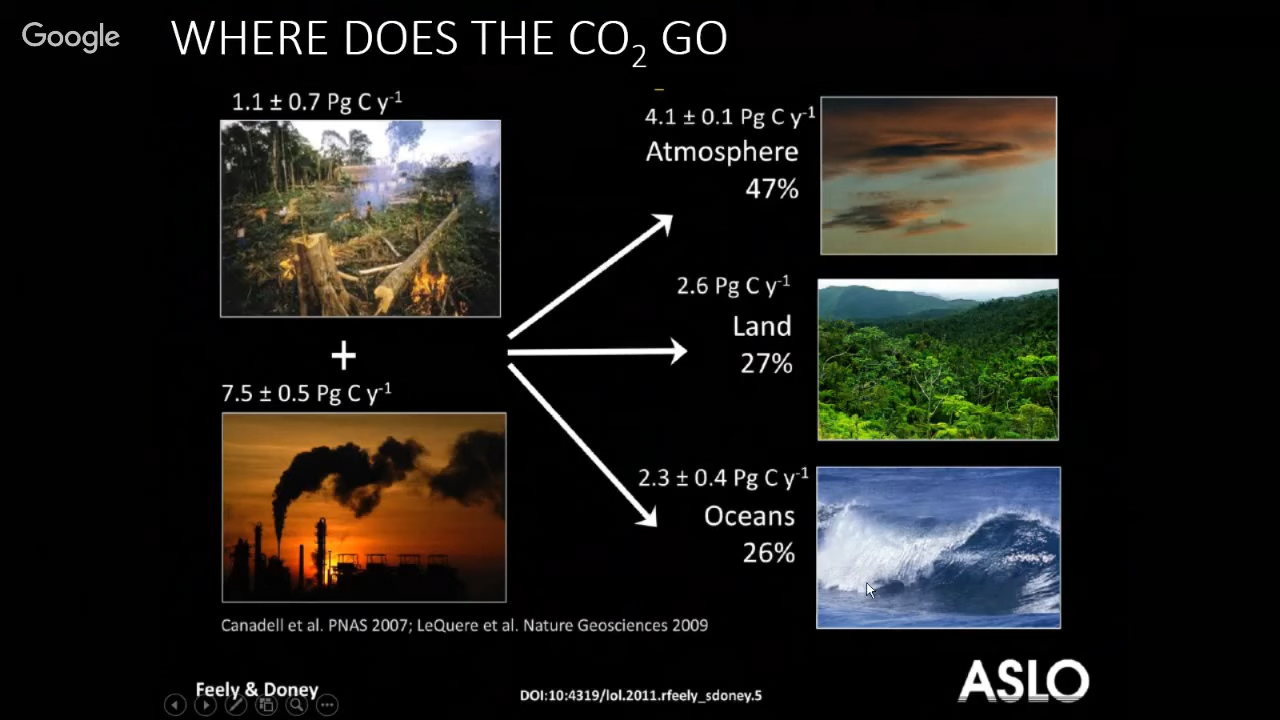 Google
WHERE DOES THE CO₂ GO
1.1 ± 0.7 Pg C y⁻¹
+
7.5 ± 0.5 Pg C y⁻¹
4.1 ± 0.1 Pg C y⁻¹
Atmosphere
47%
2.6 Pg C y⁻¹
Land
27%
2.3 ± 0.4 Pg C y⁻¹
Oceans
26%
Canadell et al. PNAS 2007; LeQuere et al. Nature Geosciences 2009
Feely & Doney
DOI:10:4319/lol.2011.rfeely_sdoney.5
ASLO